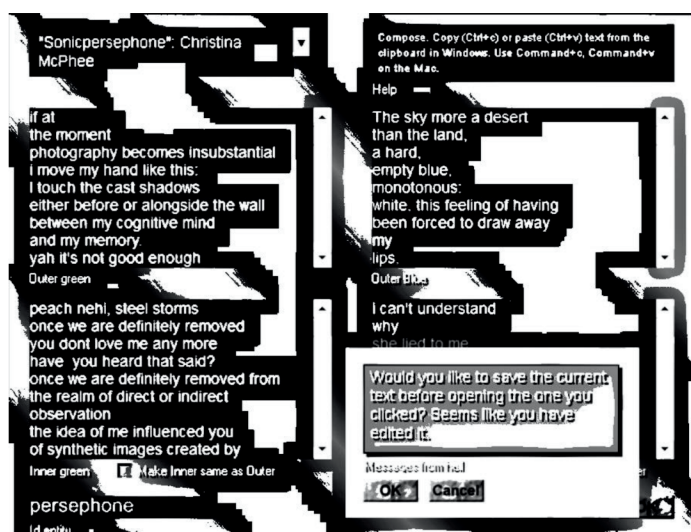 "Sonicpersephone": Christina
McPhee
Compose. Copy (Ctrl+c) or paste (Ctrl+v) text from the
clipboard in Windows. Use Command+c, Command+v
on the Mac.
Help
if at
the moment
photography becomes insubstantial
i move my hand like this:
I touch the cast shadows
either before or alongside the wall
between my cognitive mind
and my memory.
yah it's not good enough
Outer green
The sky more a desert
than the land,
a hard,
empty blue,
monotonous:
white. this feeling of having
been forced to draw away
my
lips.
Outer Blue
peach nehi, steel storms
once we are definitely removed
you dont love me any more
have you heard that said?
once we are definitely removed from
the realm of direct or indirect
observation
the idea of me influenced you
of synthetic images created by
Inner green
Make Inner same as Outer
i can't understand
why
she lied to me
Would you like to save the current
text before opening the one you
clicked? Seems like you have
edited it.
Messages from hell
OK
Cancel
er
persephone
Id entity